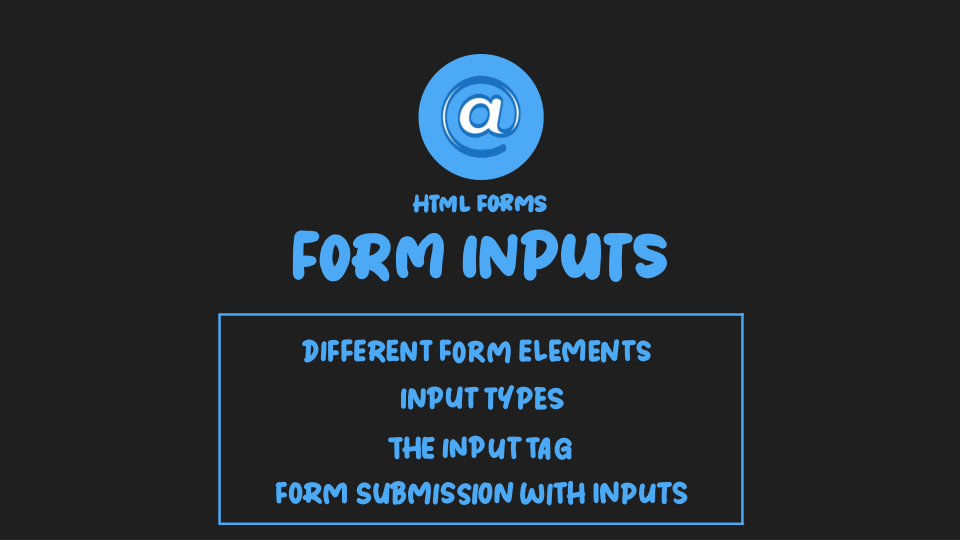 @
HTML FORMS
FORM INPUTS
DIFFERENT FORM ELEMENTS
INPUT TYPES
THE INPUT TAG
FORM SUBMISSION WITH INPUTS